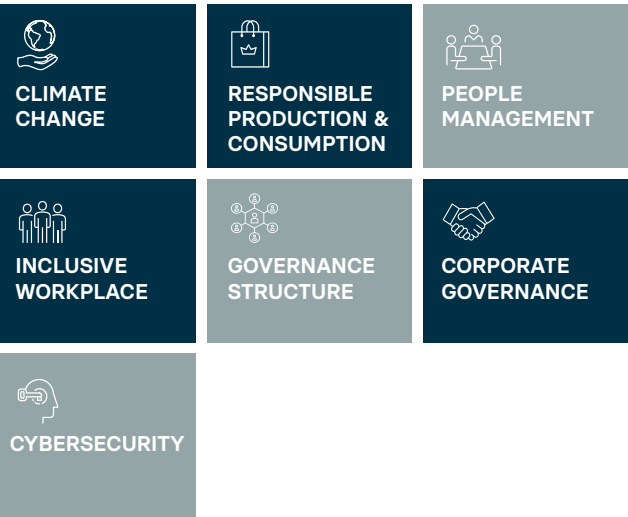 CLIMATE
CHANGE
RESPONSIBLE
PRODUCTION &
CONSUMPTION
PEOPLE
MANAGEMENT
INCLUSIVE
WORKPLACE
GOVERNANCE
STRUCTURE
CORPORATE
GOVERNANCE
CYBERSECURITY